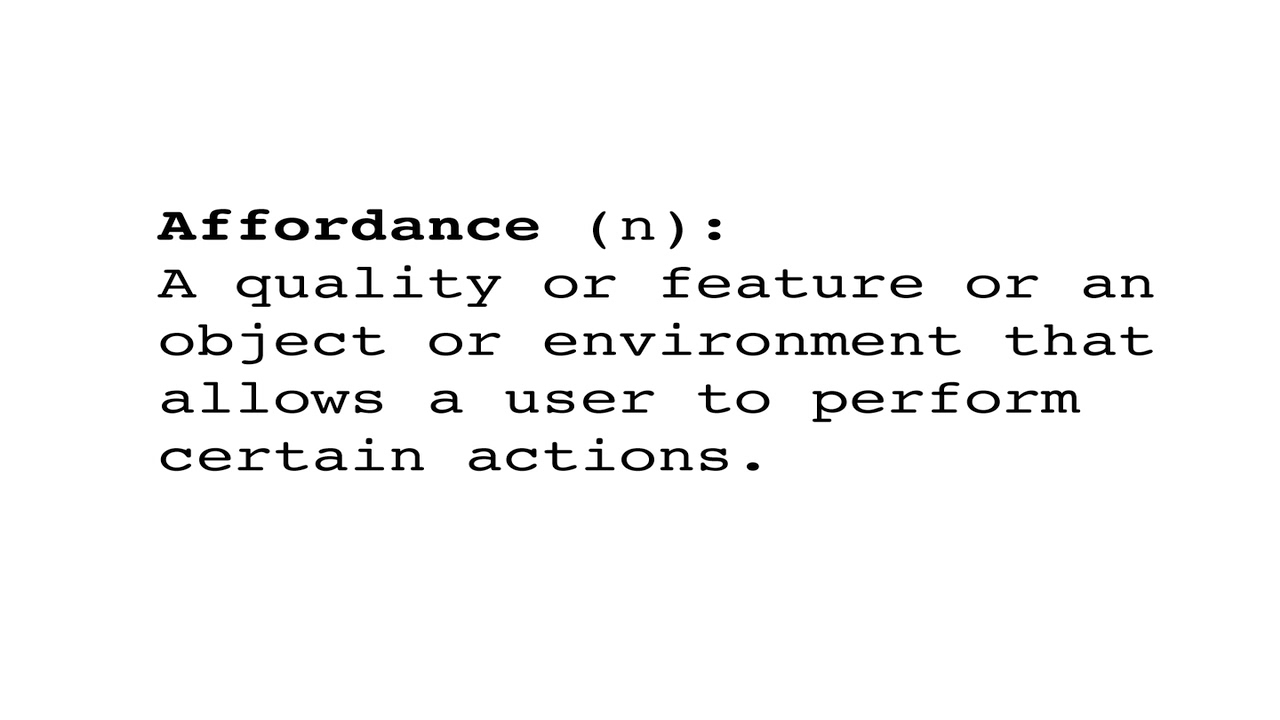 Affordance (n):
A quality or feature or an
object or environment that
allows a user to perform
certain actions.